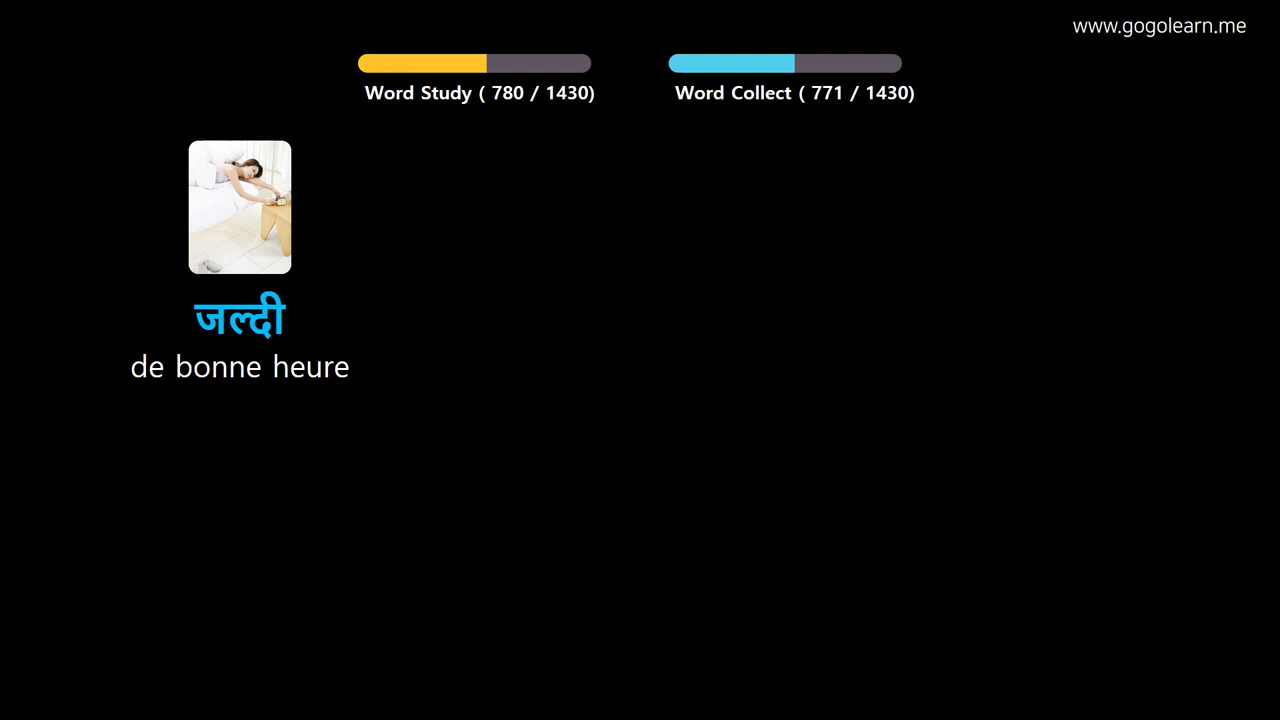 www.gogolearn.me
Word Study ( 780 / 1430)
Word Collect ( 771 / 1430)
जल्दी
de bonne heure